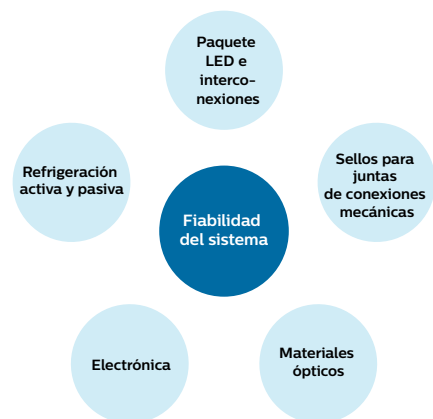 Paquete
LED e
interco-
nexiones
Refrigeración
activa y pasiva
Sellos para
juntas
de conexiones
mecánicas
Fiabilidad
del sistema
Electrónica
Materiales
ópticos